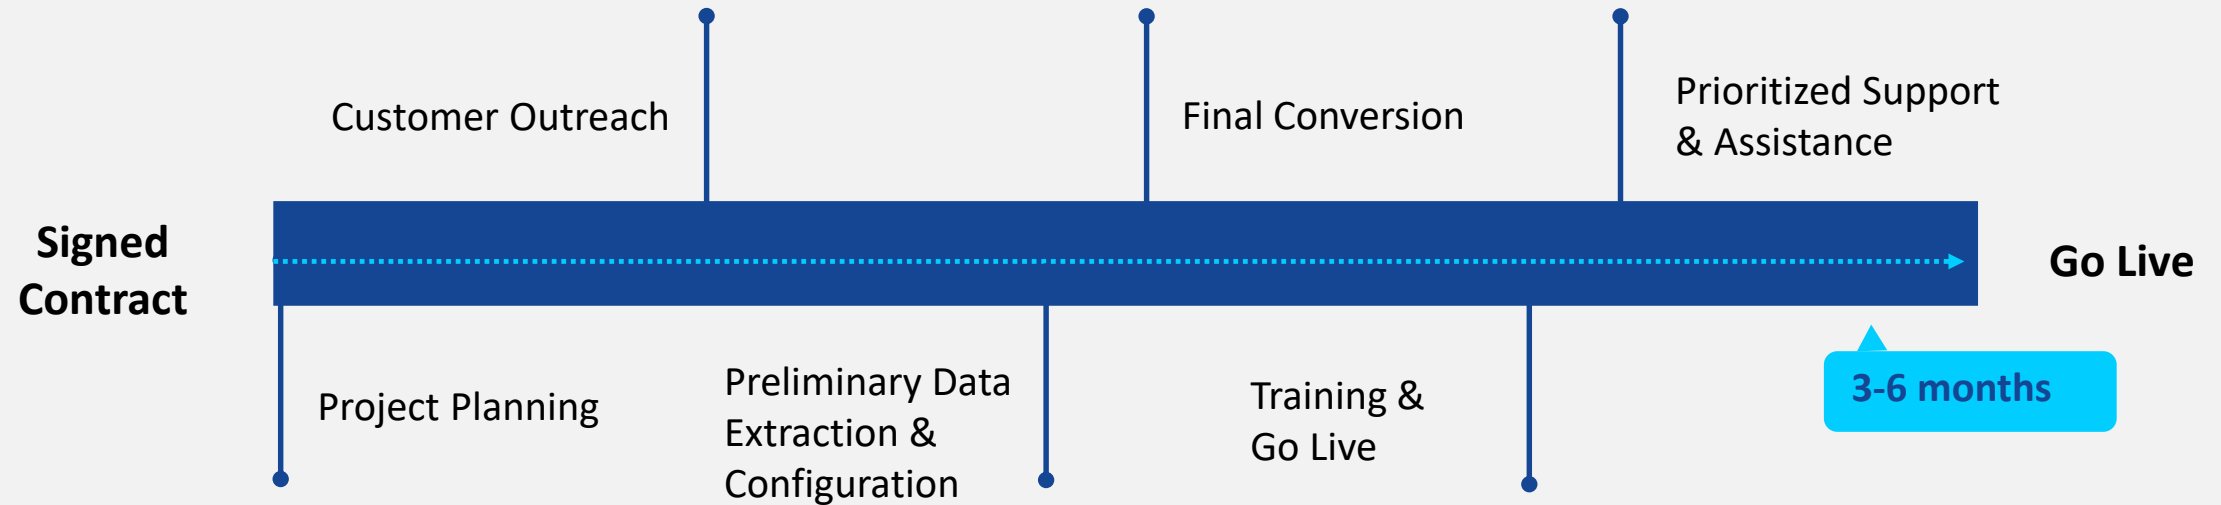 Customer Outreach
Final Conversion
Prioritized Support
& Assistance
Signed
Contract
Go Live
Project Planning
Preliminary Data
Extraction &
Configuration
Training &
Go Live
3-6 months